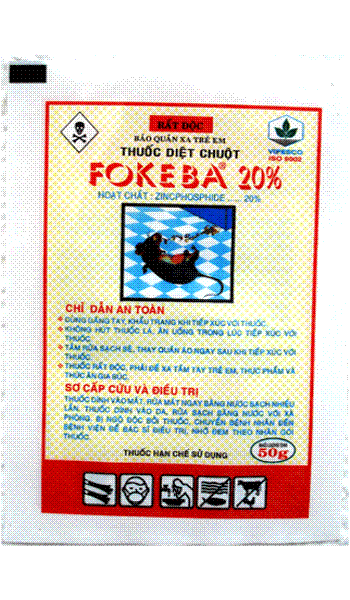 RẤT ĐỘC
BẢO QUẢN XA TRẺ EM
THUỐC DIỆT CHUỘT
VIPESCO
ISO 9002
FOKEBA 20%
HOẠT CHẤT : ZINCPHOSPHIDE ..... 20%
CHỈ DẪN AN TOÀN
DÙNG GĂNG TAY, KHẨU TRANG KHI TIẾP XÚC VỚI THUỐC.
KHÔNG HÚT THUỐC LÁ, ĂN UỐNG TRONG LÚC TIẾP XÚC VỚI
THUỐC.
TẮM RỬA SẠCH SẼ, THAY QUẦN ÁO NGAY SAU KHI TIẾP XÚC VỚI
THUỐC.
THUỐC RẤT ĐỘC, PHẢI ĐỂ XA TẦM TAY TRẺ EM, THỰC PHẨM VÀ
THỨC ĂN GIA SÚC.
SƠ CẤP CỨU VÀ ĐIỀU TRỊ
THUỐC DÍNH VÀO MẮT, RỬA MẮT NGAY BẰNG NƯỚC SẠCH NHIỀU
LẦN, THUỐC DÍNH VÀO DA, RỬA SẠCH BẰNG NƯỚC VỚI XÀ
PHÒNG. BỊ NGỘ ĐỘC BỞI THUỐC, CHUYỂN BỆNH NHÂN ĐẾN
BỆNH VIỆN ĐỂ BÁC SĨ ĐIỀU TRỊ, NHỚ ĐEM THEO NHÃN GÓI
THUỐC.
THUỐC HẠN CHẾ SỬ DỤNG
50g